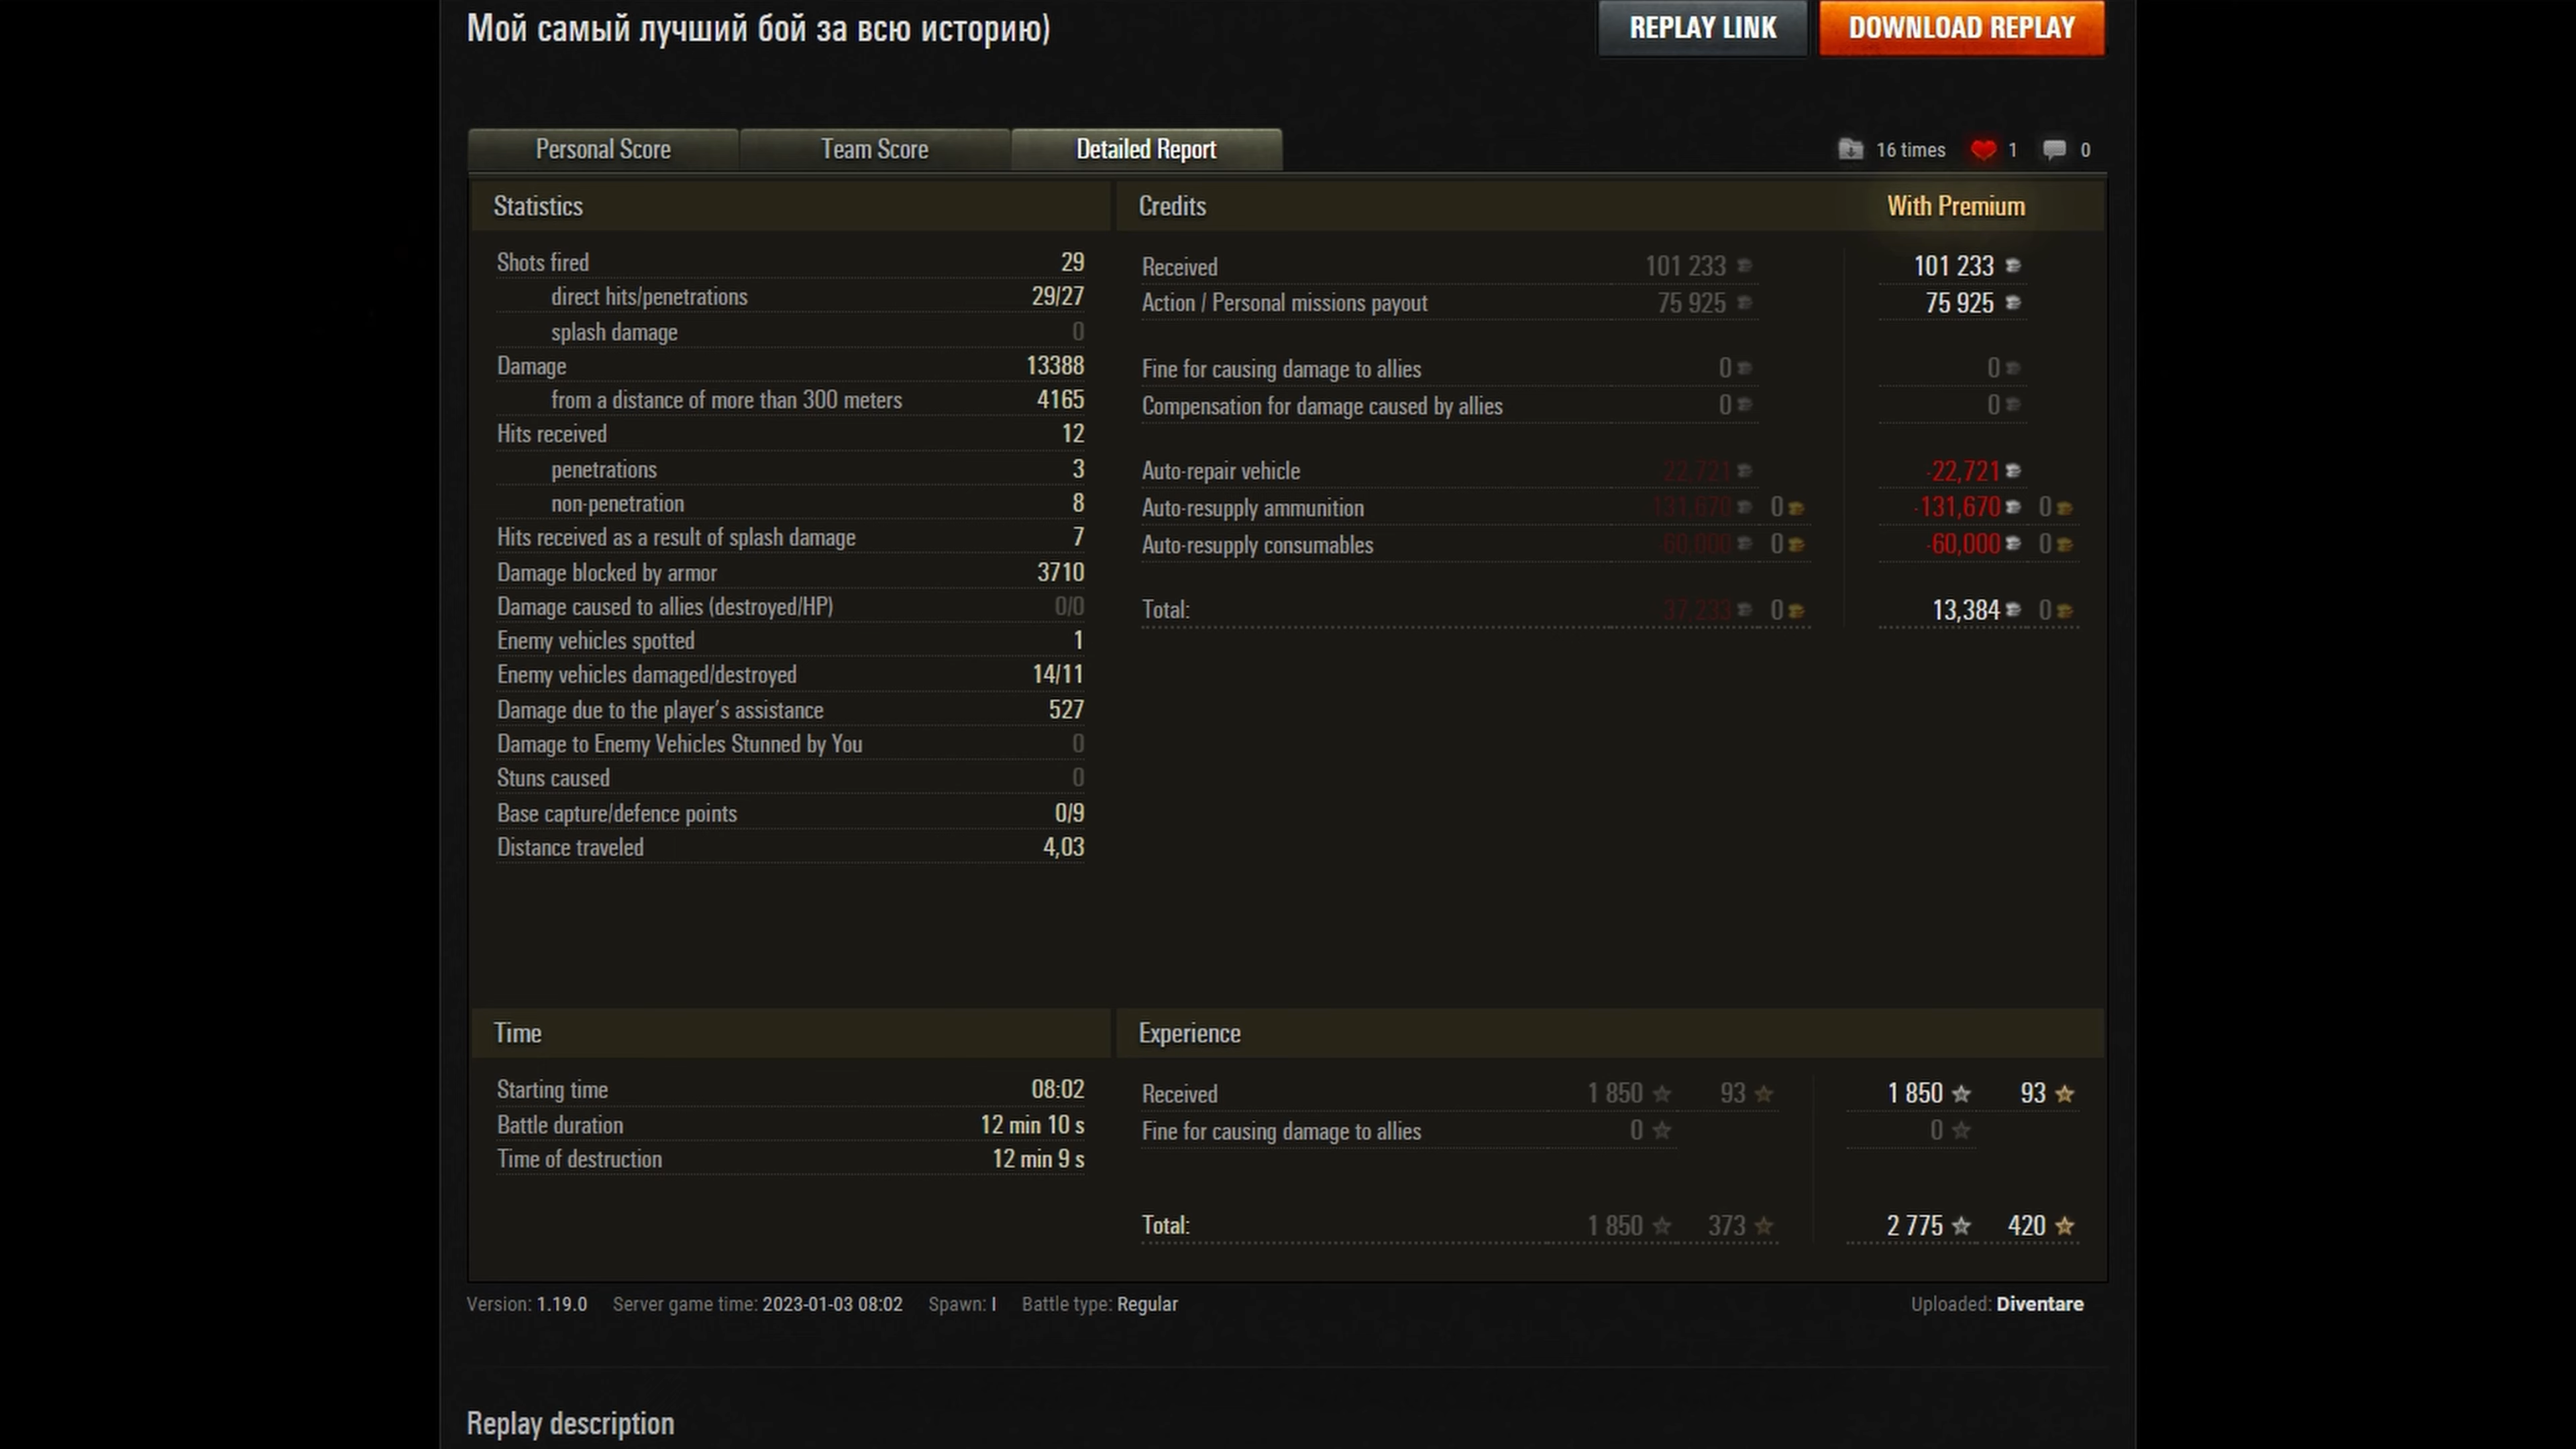 Мой самый лучший бой за всю историю)
REPLAY LINK
DOWNLOAD REPLAY
Personal Score
Team Score
Detailed Report
16 times
1
0
Statistics
Shots fired 29
direct hits/penetrations 29/27
splash damage 0
Damage 13388
from a distance of more than 300 meters 4165
Hits received 12
penetrations 3
non-penetration 8
Hits received as a result of splash damage 7
Damage blocked by armor 3710
Damage caused to allies (destroyed/HP) 0/0
Enemy vehicles spotted 1
Enemy vehicles damaged/destroyed 14/11
Damage due to the player's assistance 527
Damage to Enemy Vehicles Stunned by You 0
Stuns caused 0
Base capture/defence points 0/9
Distance traveled 4,03
Credits With Premium
Received 101 233 101 233
Action / Personal missions payout 75 925 75 925
Fine for causing damage to allies 0 0
Compensation for damage caused by allies 0 0
Auto-repair vehicle -22,721 -22,721
Auto-resupply ammunition -131,670 0 -131,670 0
Auto-resupply consumables -60,000 0 -60,000 0
Total: 37,233 0 13,384 0
Time
Starting time 08:02
Battle duration 12 min 10 s
Time of destruction 12 min 9 s
Experience
Received 1 850 93 1 850 93
Fine for causing damage to allies 0 0
Total: 1 850 373 2 775 420
Version: 1.19.0 Server game time: 2023-01-03 08:02 Spawn: I Battle type: Regular
Uploaded: Diventare
Replay description